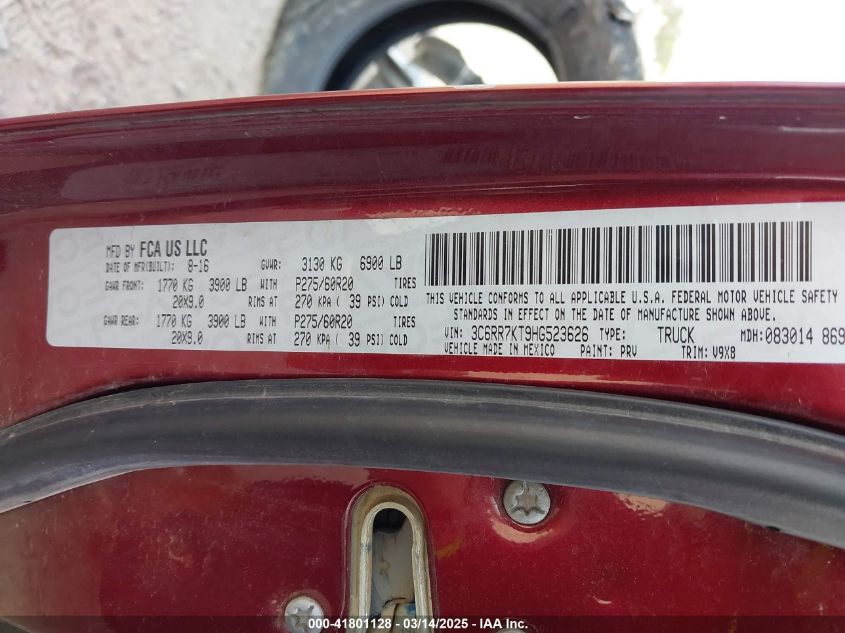 MFD BY FCA US LLC
DATE OF MFR(BUILT): 8-16 GVWR: 3130 KG 6900 LB
GAWR FRONT: 1770 KG 3900 LB WITH P275/60R20 TIRES
20X9.0 RIMS AT 270 KPA ( 39 PSI) COLD
GAWR REAR: 1770 KG 3900 LB WITH P275/60R20 TIRES
20X9.0 RIMS AT 270 KPA ( 39 PSI) COLD
THIS VEHICLE CONFORMS TO ALL APPLICABLE U.S.A. FEDERAL MOTOR VEHICLE SAFETY
STANDARDS IN EFFECT ON THE DATE OF MANUFACTURE SHOWN ABOVE.
VIN: 3C6RR7KT9HG523626 TYPE: TRUCK MDH:083014 869
VEHICLE MADE IN MEXICO PAINT: PRV TRIM: V9X8
000-41801128 - 03/14/2025 - IAA Inc.